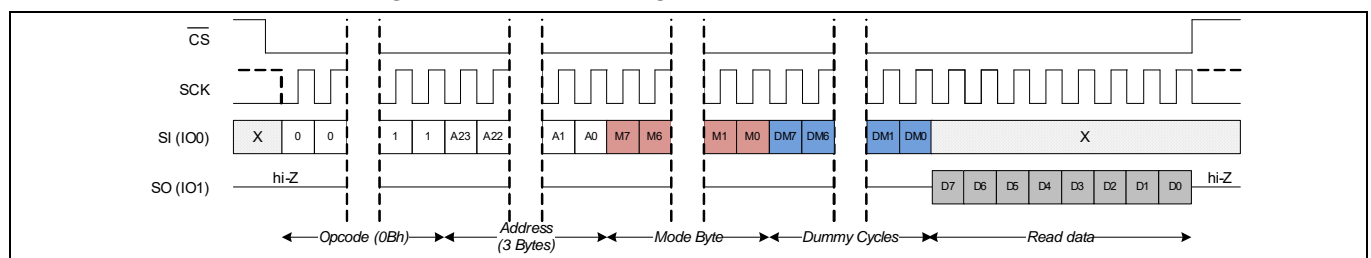 CS
SCK
SI (IO0) X 0 0 1 1 A23 A22 A1 A0 M7 M6 M1 M0 DM7 DM6 DM1 DM0 X
hi-Z
SO (IO1) D7 D6 D5 D4 D3 D2 D1 D0 hi-Z
Opcode (0Bh) Address (3 Bytes) Mode Byte Dummy Cycles Read data